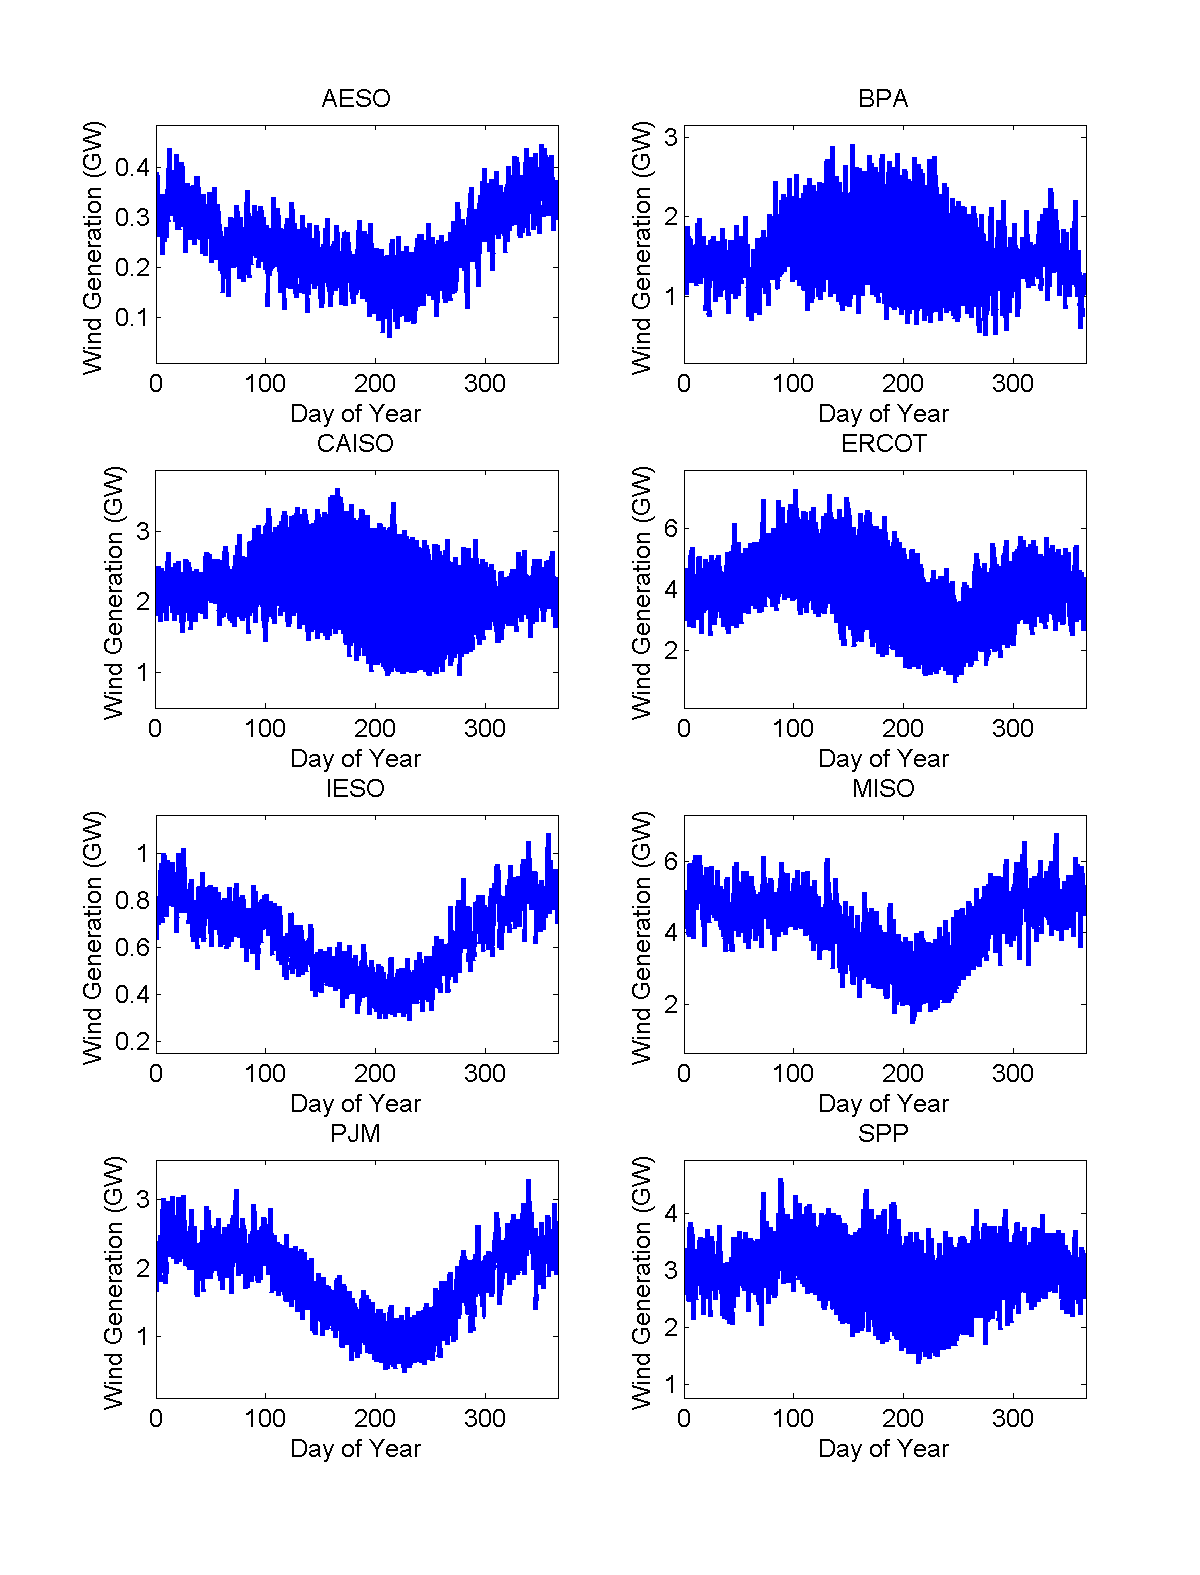 AESO
Wind Generation (GW)
0.4
0.3
0.2
0.1
0 100 200 300
Day of Year
BPA
Wind Generation (GW)
3
2
1
0 100 200 300
Day of Year
CAISO
Wind Generation (GW)
3
2
1
0 100 200 300
Day of Year
ERCOT
Wind Generation (GW)
6
4
2
0 100 200 300
Day of Year
IESO
Wind Generation (GW)
1
0.8
0.6
0.4
0.2
0 100 200 300
Day of Year
MISO
Wind Generation (GW)
6
4
2
0 100 200 300
Day of Year
PJM
Wind Generation (GW)
3
2
1
0 100 200 300
Day of Year
SPP
Wind Generation (GW)
4
3
2
1
0 100 200 300
Day of Year